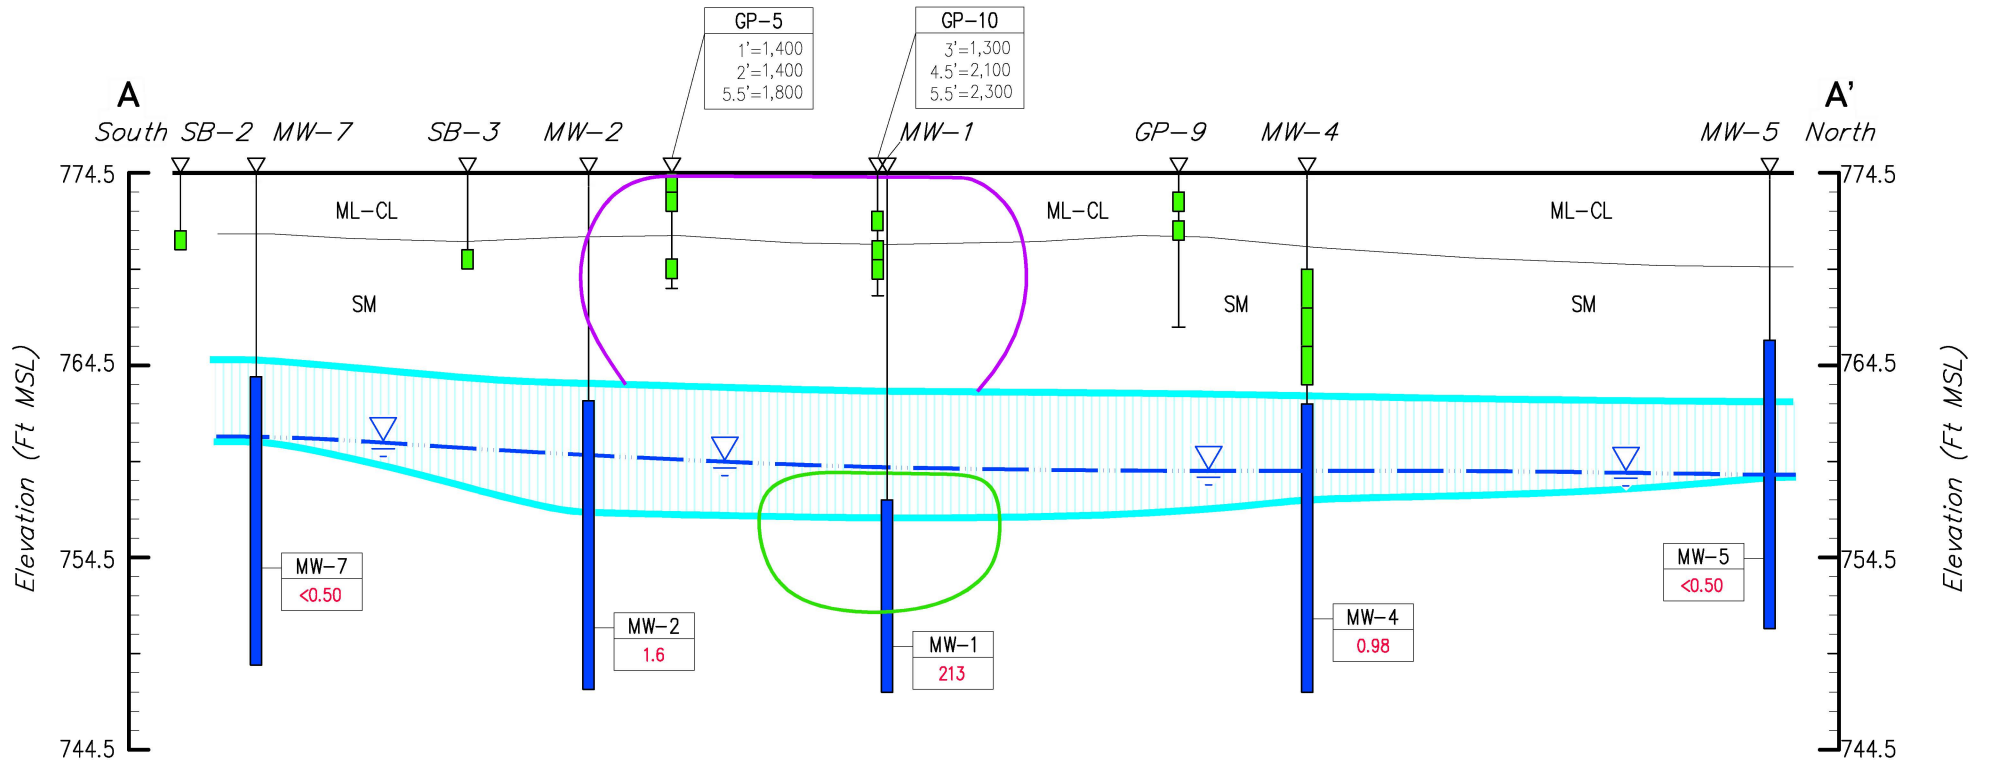 GP-5
1'=1,400
2'=1,400
5.5'=1,800
GP-10
3'=1,300
4.5'=2,100
5.5'=2,300
A
A'
South
SB-2
MW-7
SB-3
MW-2
MW-1
GP-9
MW-4
MW-5
North
774.5
774.5
ML-CL
ML-CL
ML-CL
SM
SM
SM
764.5
764.5
Elevation (Ft MSL)
Elevation (Ft MSL)
754.5
754.5
MW-7
<0.50
MW-5
<0.50
MW-2
1.6
MW-4
0.98
MW-1
213
744.5
744.5